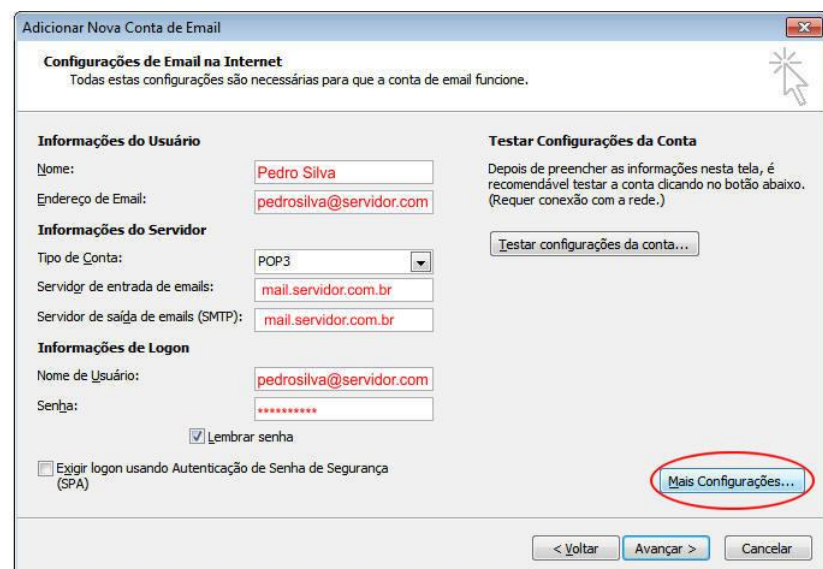 Adicionar Nova Conta de Email
Configurações de Email na Internet
Todas estas configurações são necessárias para que a conta de email funcione.
Informações do Usuário
Nome:
Pedro Silva
Endereço de Email:
pedrosilva@servidor.com
Informações do Servidor
Tipo de Conta:
POP3
Servidor de entrada de emails:
mail.servidor.com.br
Servidor de saída de emails (SMTP):
mail.servidor.com.br
Informações de Logon
Nome de Usuário:
pedrosilva@servidor.com
Senha:
**********
Lembrar senha
Exigir logon usando Autenticação de Senha de Segurança
(SPA)
Testar Configurações da Conta
Depois de preencher as informações nesta tela, é
recomendável testar a conta clicando no botão abaixo.
(Requer conexão com a rede.)
Testar configurações da conta...
Mais Configurações...
< Voltar
Avançar >
Cancelar